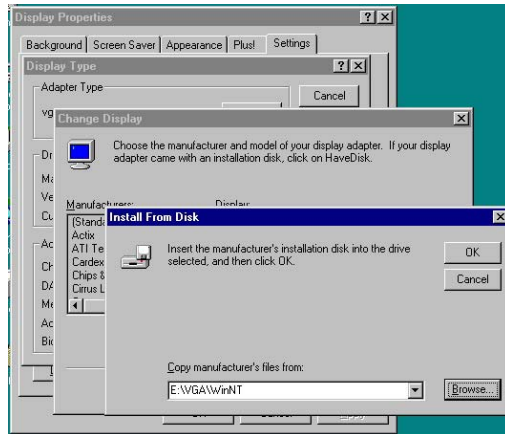 Display Properties
Background Screen Saver Appearance Plus! Settings
Display Type
Adapter Type
Cancel
Change Display
Choose the manufacturer and model of your display adapter. If your display
adapter came with an installation disk, click on HaveDisk.
Manufacturers:
Display:
(Standa
Actix
ATI Te
Cardex
Chips &
Cirrus L
Install From Disk
Insert the manufacturer's installation disk into the drive
selected, and then click OK.
OK
Cancel
Copy manufacturer's files from:
E:\VGA\WinNT
Browse...